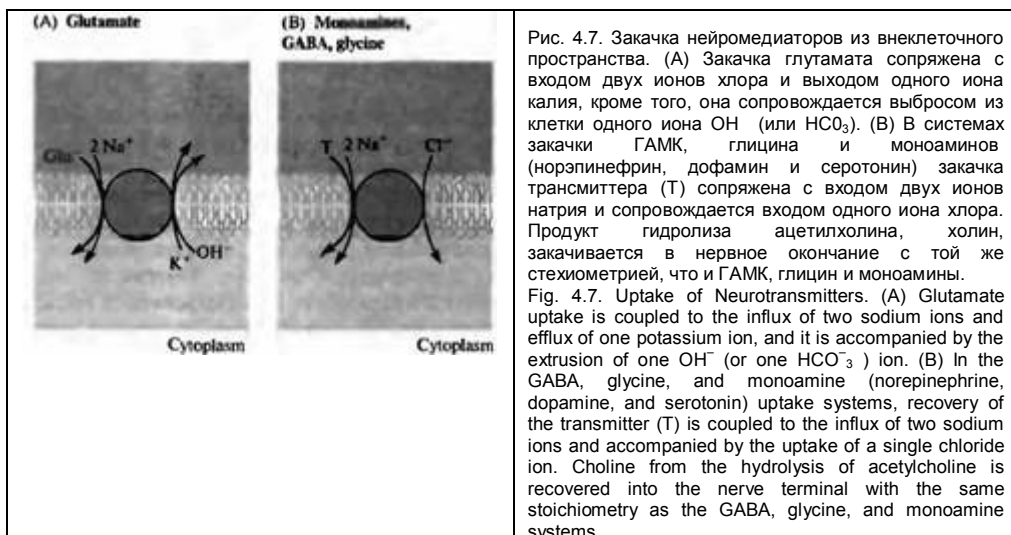 (A) Glutamate
(B) Monoamines,
GABA, glycine
Glu⁻
2 Na⁺
K⁺
OH⁻
T
2 Na⁺
Cl⁻
Cytoplasm
Cytoplasm
Рис. 4.7. Закачка нейромедиаторов из внеклеточного
пространства. (А) Закачка глутамата сопряжена с
входом двух ионов хлора и выходом одного иона
калия, кроме того, она сопровождается выбросом из
клетки одного иона OH (или HC0₃). (В) В системах
закачки ГАМК, глицина и моноаминов
(норэпинефрин, дофамин и серотонин) закачка
трансмиттера (Т) сопряжена с входом двух ионов
натрия и сопровождается входом одного иона хлора.
Продукт гидролиза ацетилхолина, холин,
закачивается в нервное окончание с той же
стехиометрией, что и ГАМК, глицин и моноамины.
Fig. 4.7. Uptake of Neurotransmitters. (A) Glutamate
uptake is coupled to the influx of two sodium ions and
efflux of one potassium ion, and it is accompanied by the
extrusion of one OH⁻ (or one HCO⁻₃ ) ion. (B) In the
GABA, glycine, and monoamine (norepinephrine,
dopamine, and serotonin) uptake systems, recovery of
the transmitter (T) is coupled to the influx of two sodium
ions and accompanied by the uptake of a single chloride
ion. Choline from the hydrolysis of acetylcholine is
recovered into the nerve terminal with the same
stoichiometry as the GABA, glycine, and monoamine
systems